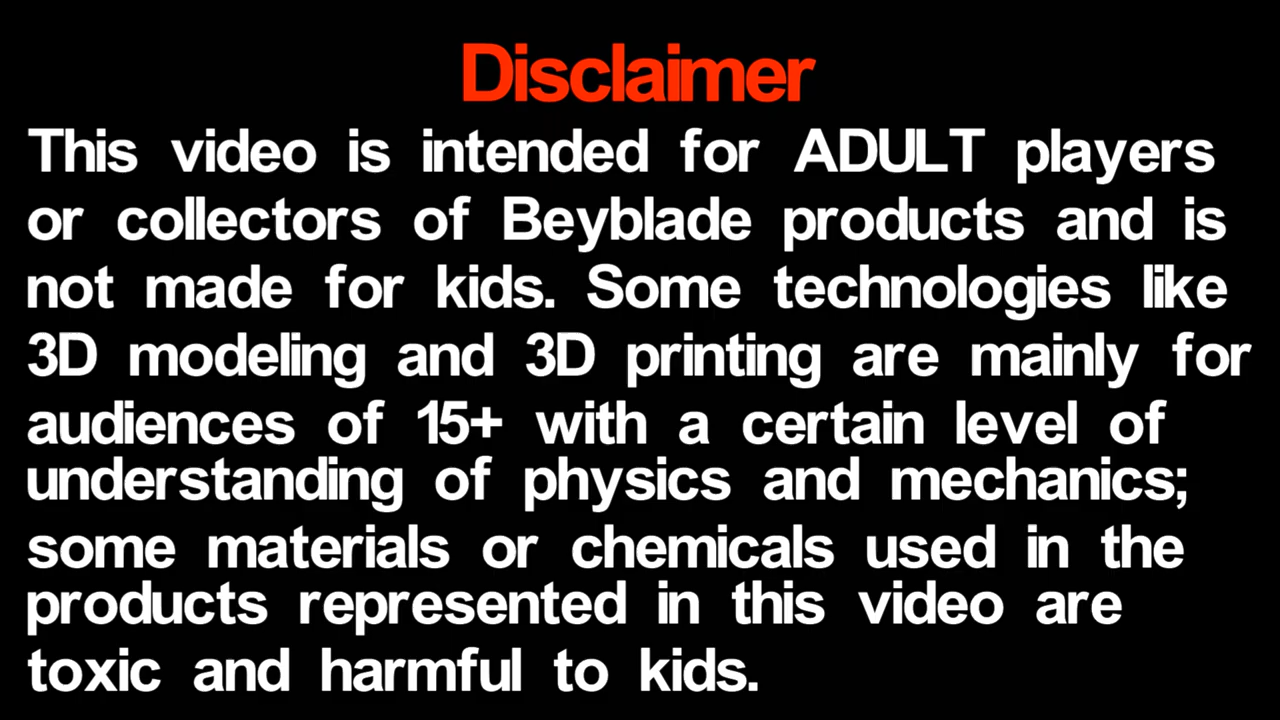 Disclaimer
This video is intended for ADULT players
or collectors of Beyblade products and is
not made for kids. Some technologies like
3D modeling and 3D printing are mainly for
audiences of 15+ with a certain level of
understanding of physics and mechanics;
some materials or chemicals used in the
products represented in this video are
toxic and harmful to kids.